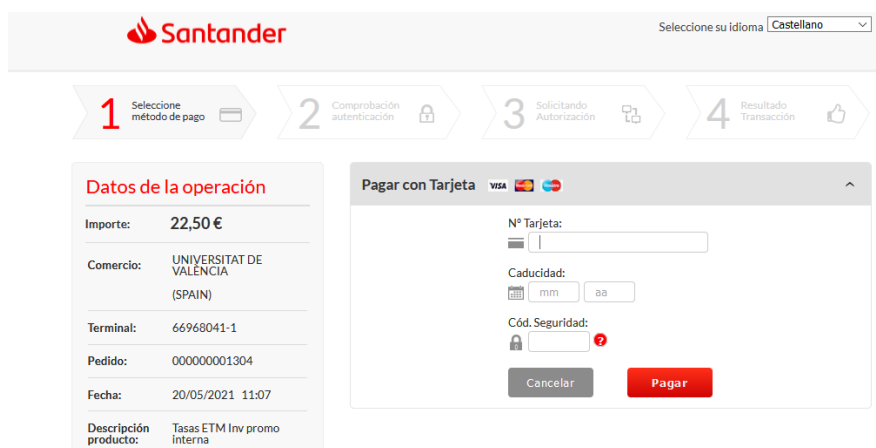 Santander
Seleccione su idioma Castellano
1 Seleccione
método de pago
2 Comprobación
autenticación
3 Solicitando
Autorización
4 Resultado
Transacción
Datos de la operación
Importe: 22,50 €
Comercio: UNIVERSITAT DE
VALÈNCIA
(SPAIN)
Terminal: 66968041-1
Pedido: 000000001304
Fecha: 20/05/2021 11:07
Descripción
producto: Tasas ETM Inv promo
interna
Pagar con Tarjeta VISA
Nº Tarjeta:
Caducidad:
mm aa
Cód. Seguridad:
?
Cancelar Pagar